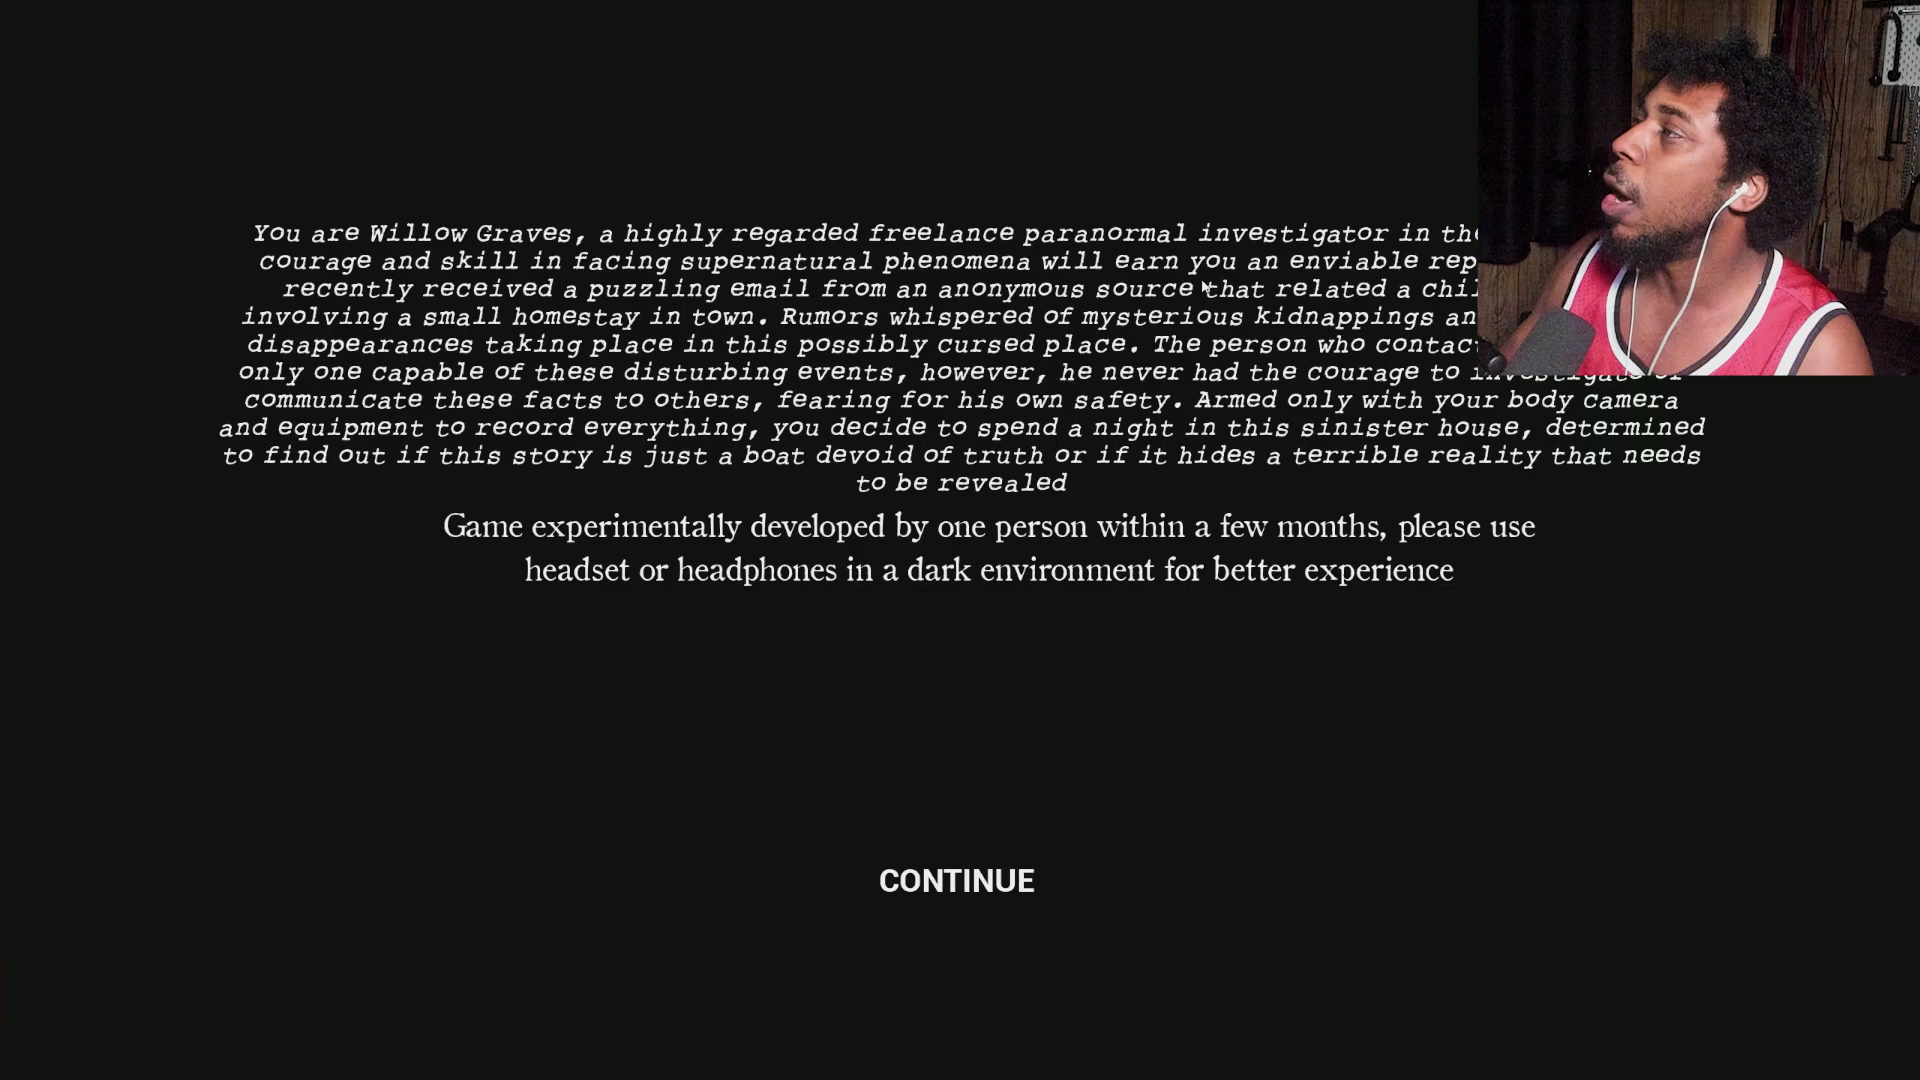 You are Willow Graves, a highly regarded freelance paranormal investigator in the
courage and skill in facing supernatural phenomena will earn you an enviable
recently received a puzzling email from an anonymous source that related a
involving a small homestay in town. Rumors whispered of mysterious kidnappings
disappearances taking place in this possibly cursed place. The person who
only one capable of these disturbing events, however, he never had the courage to investigate or
communicate these facts to others, fearing for his own safety. Armed only with your body camera
and equipment to record everything, you decide to spend a night in this sinister house, determined
to find out if this story is just a boat devoid of truth or if it hides a terrible reality that needs
to be revealed
Game experimentally developed by one person within a few months, please use
headset or headphones in a dark environment for better experience
CONTINUE